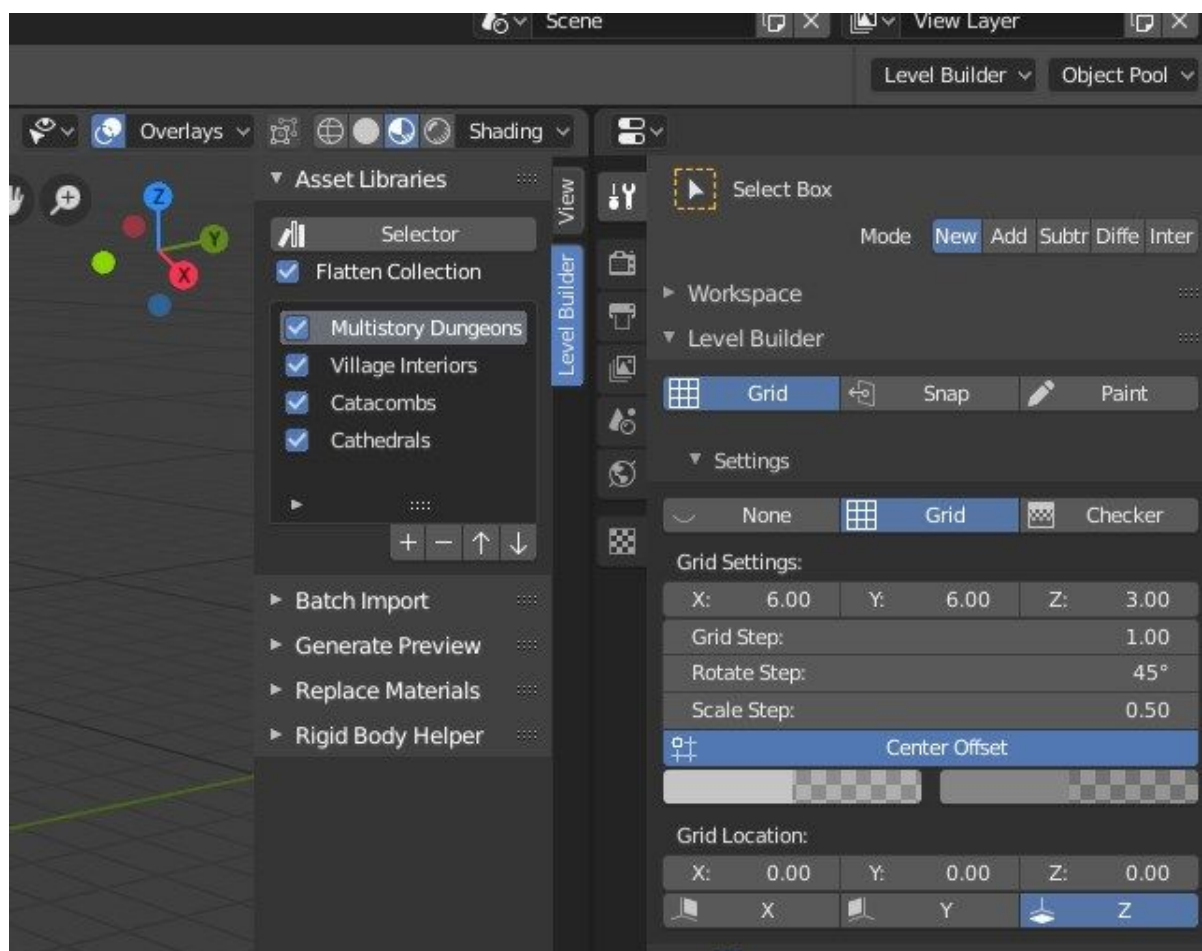 Scene View Layer
Level Builder Object Pool
Overlays Shading
Asset Libraries
Selector
Flatten Collection
Multistory Dungeons
Village Interiors
Catacombs
Cathedrals
Batch Import
Generate Preview
Replace Materials
Rigid Body Helper
View
Level Builder
Z
Y
X
Select Box
Mode New Add Subtr Diffe Inter
Workspace
Level Builder
Grid Snap Paint
Settings
None Grid Checker
Grid Settings:
X: 6.00 Y: 6.00 Z: 3.00
Grid Step: 1.00
Rotate Step: 45°
Scale Step: 0.50
Center Offset
Grid Location:
X: 0.00 Y: 0.00 Z: 0.00
X Y Z